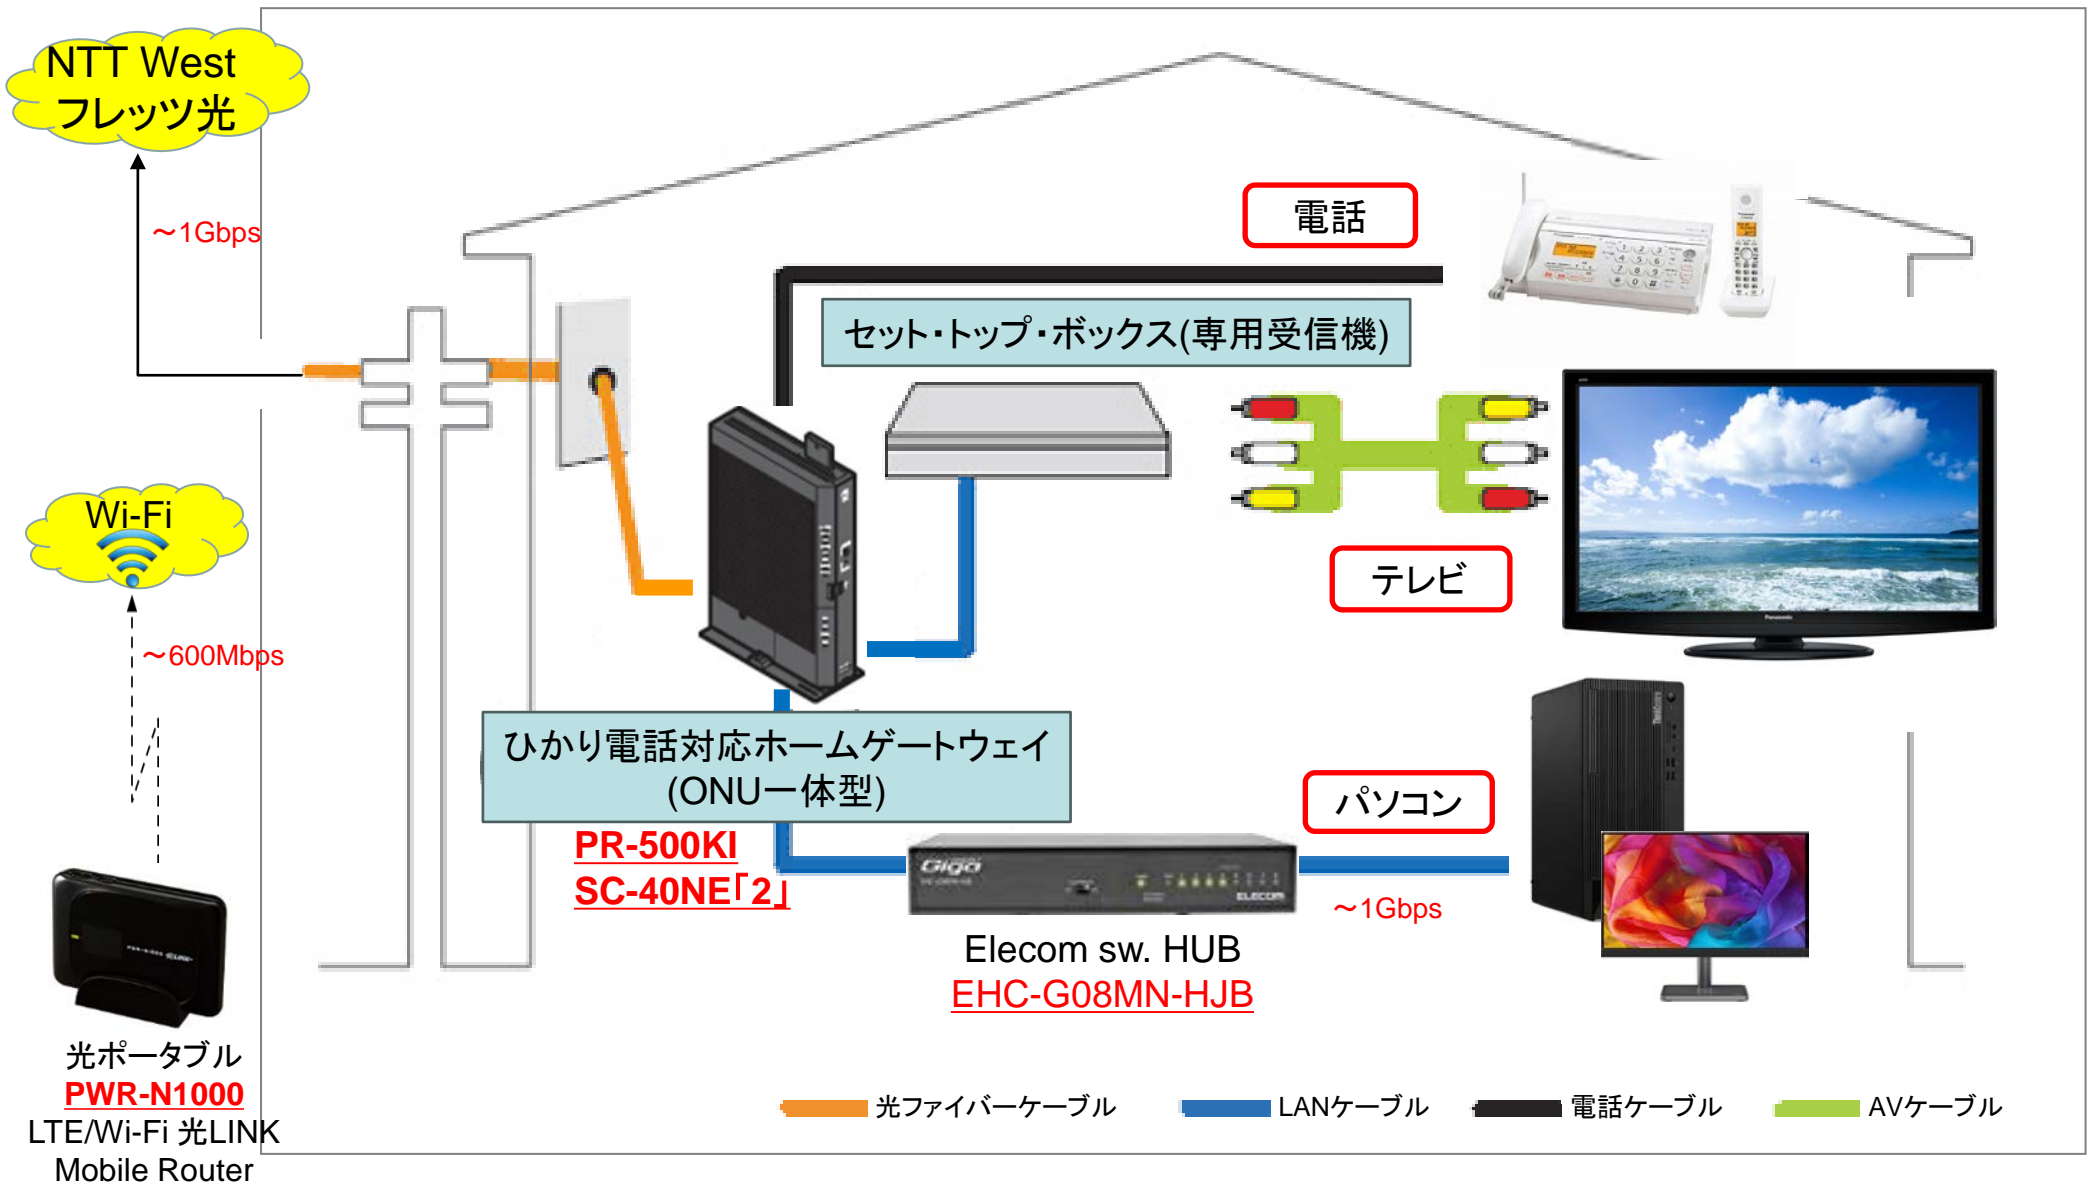 NTT West
フレッツ光
～1Gbps
電話
セット・トップ・ボックス(専用受信機)
Wi-Fi
～600Mbps
テレビ
Panasonic
ひかり電話対応ホームゲートウェイ
(ONU一体型)
PR-500KI
SC-40NE「2」
パソコン
ThinkCentre
Giga
ELECOM
～1Gbps
Elecom sw. HUB
EHC-G08MN-HJB
光ポータブル
PWR-N1000
LTE/Wi-Fi 光LINK
Mobile Router
光ファイバーケーブル
LANケーブル
電話ケーブル
AVケーブル